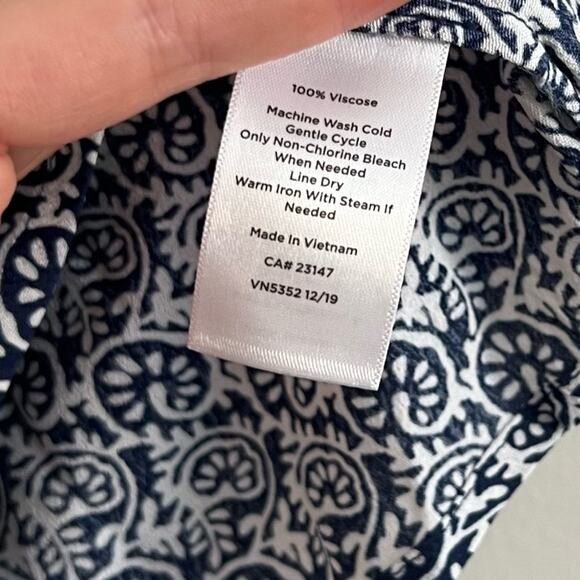 100% Viscose
Machine Wash Cold
Gentle Cycle
Only Non-Chlorine Bleach
When Needed
Line Dry
Warm Iron With Steam If
Needed
Made In Vietnam
CA# 23147
VN5352 12/19